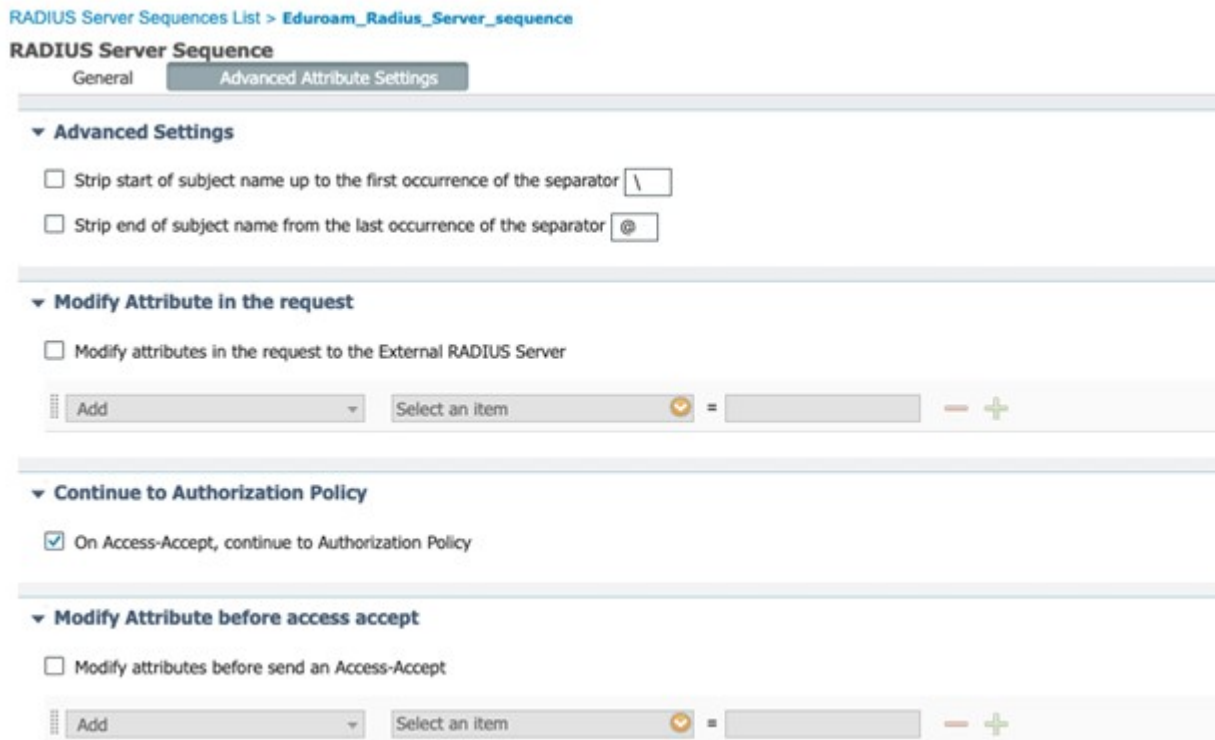 RADIUS Server Sequences List > Eduroam_Radius_Server_sequence
RADIUS Server Sequence
General Advanced Attribute Settings
Advanced Settings
Strip start of subject name up to the first occurrence of the separator \
Strip end of subject name from the last occurrence of the separator @
Modify Attribute in the request
Modify attributes in the request to the External RADIUS Server
Add Select an item =
Continue to Authorization Policy
On Access-Accept, continue to Authorization Policy
Modify Attribute before access accept
Modify attributes before send an Access-Accept
Add Select an item =